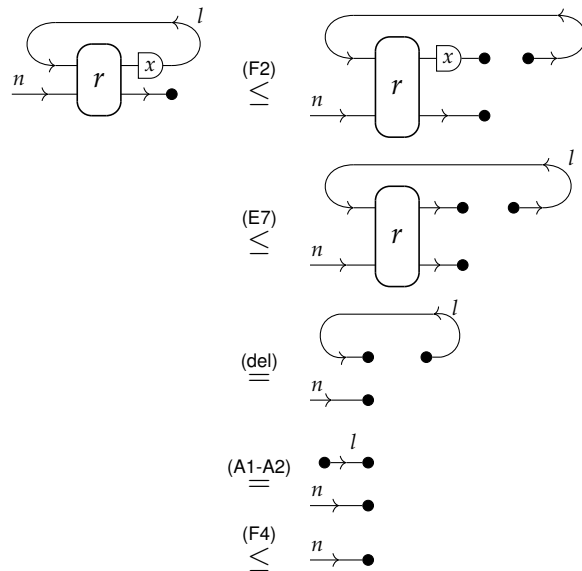 l
x
n r
(F2)
≤
x
n r
l
(E7)
≤
n r
l
(del)
=
n
l
(A1-A2)
=
n
(F4)
≤
n